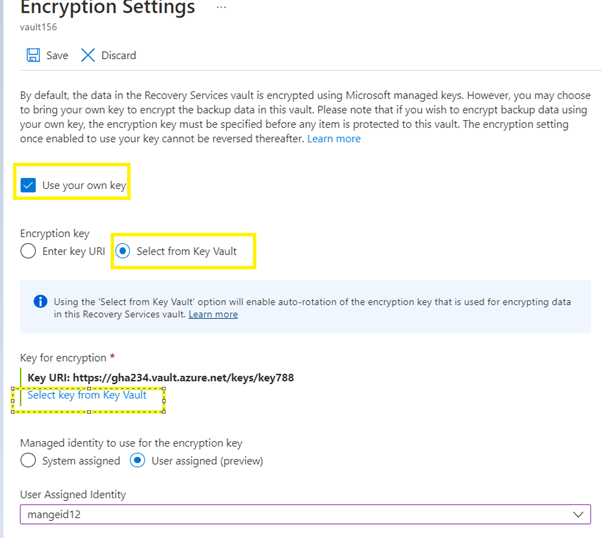 Encryption Settings ...
vault156
Save Discard
By default, the data in the Recovery Services vault is encrypted using Microsoft managed keys. However, you may choose
to bring your own key to encrypt the backup data in this vault. Please note that if you wish to encrypt backup data using
your own key, the encryption key must be specified before any item is protected to this vault. The encryption setting
once enabled to use your key cannot be reversed thereafter. Learn more
Use your own key
Encryption key
Enter key URI Select from Key Vault
Using the 'Select from Key Vault' option will enable auto-rotation of the encryption key that is used for encrypting data
in this Recovery Services vault. Learn more
Key for encryption *
Key URI: https://gha234.vault.azure.net/keys/key788
Select key from Key Vault
Managed identity to use for the encryption key
System assigned User assigned (preview)
User Assigned Identity
mangeid12